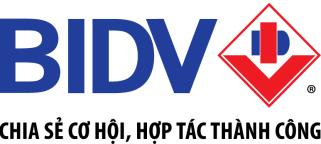 BIDV ®
CHIA SẺ CƠ HỘI, HỢP TÁC THÀNH CÔNG